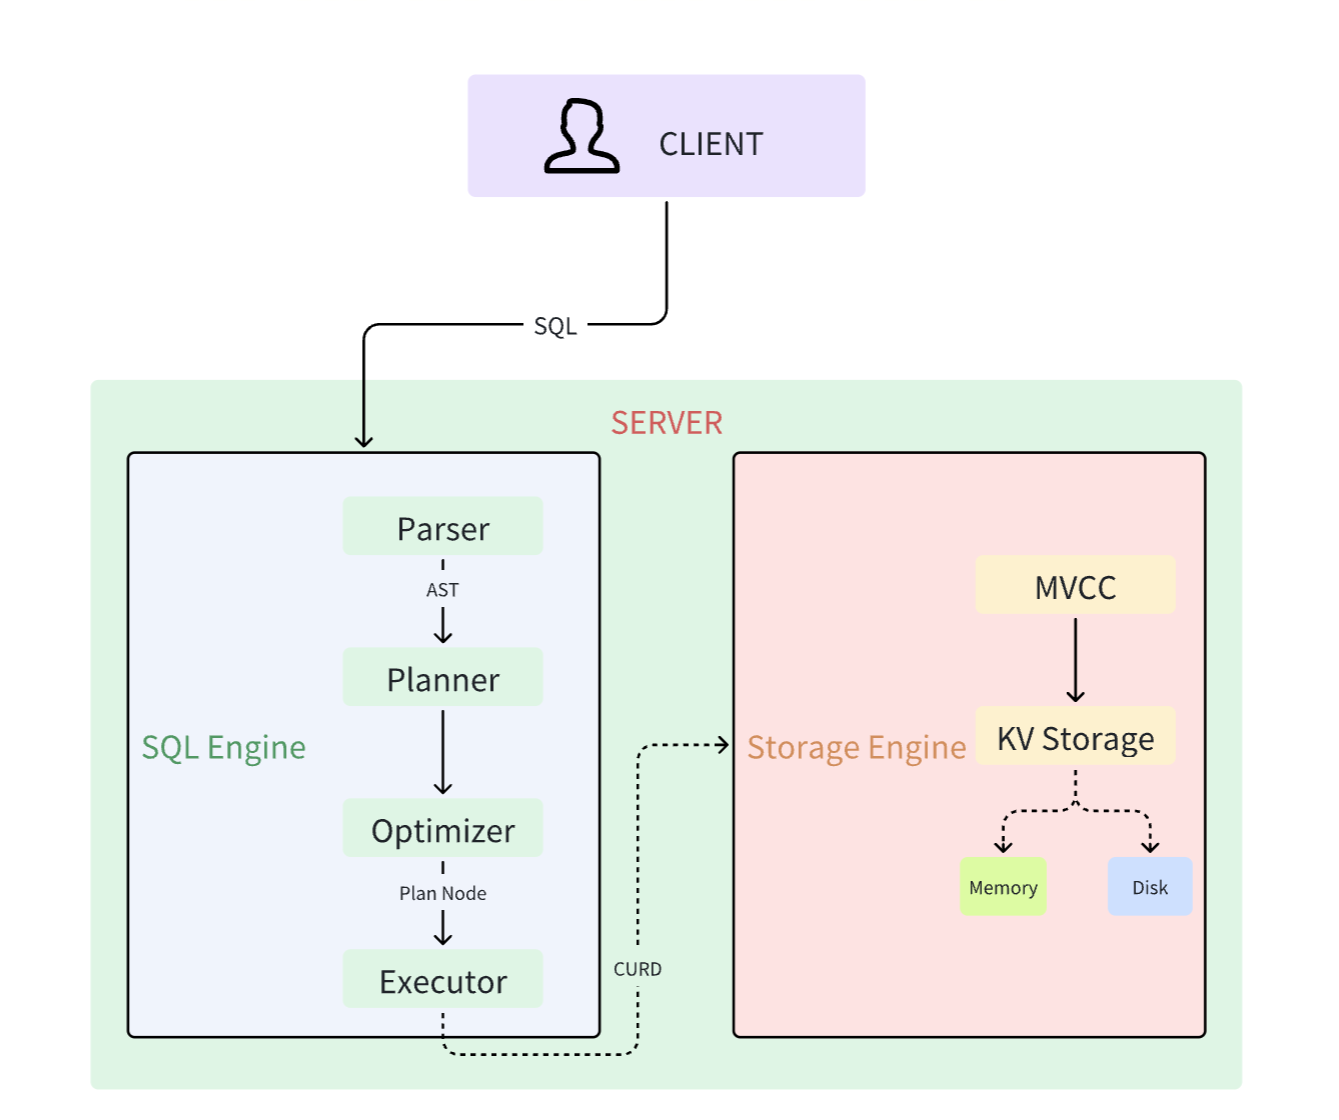 CLIENT
SQL
SERVER
Parser
AST
Planner
SQL Engine
Optimizer
Plan Node
Executor
CURD
MVCC
Storage Engine
KV Storage
Memory
Disk